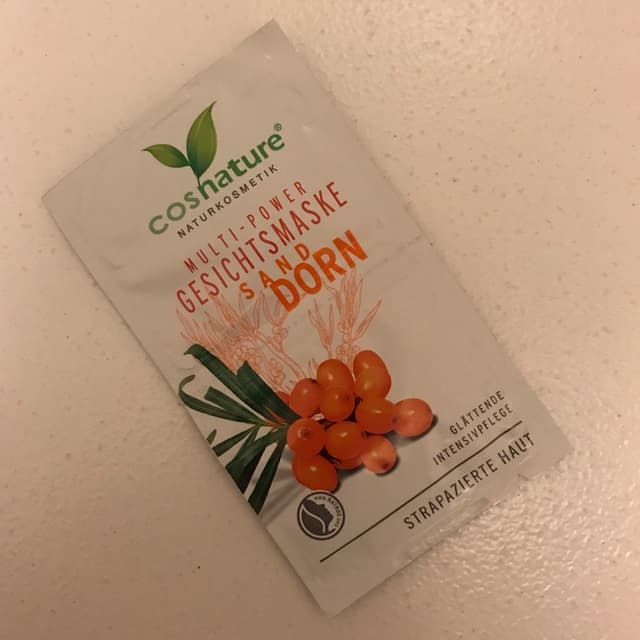 cosnature®
NATURKOSMETIK
MULTI-POWER
GESICHTSMASKE
SAND
DORN
GLÄTTENDE
INTENSIVPFLEGE
STRAPAZIERTE HAUT